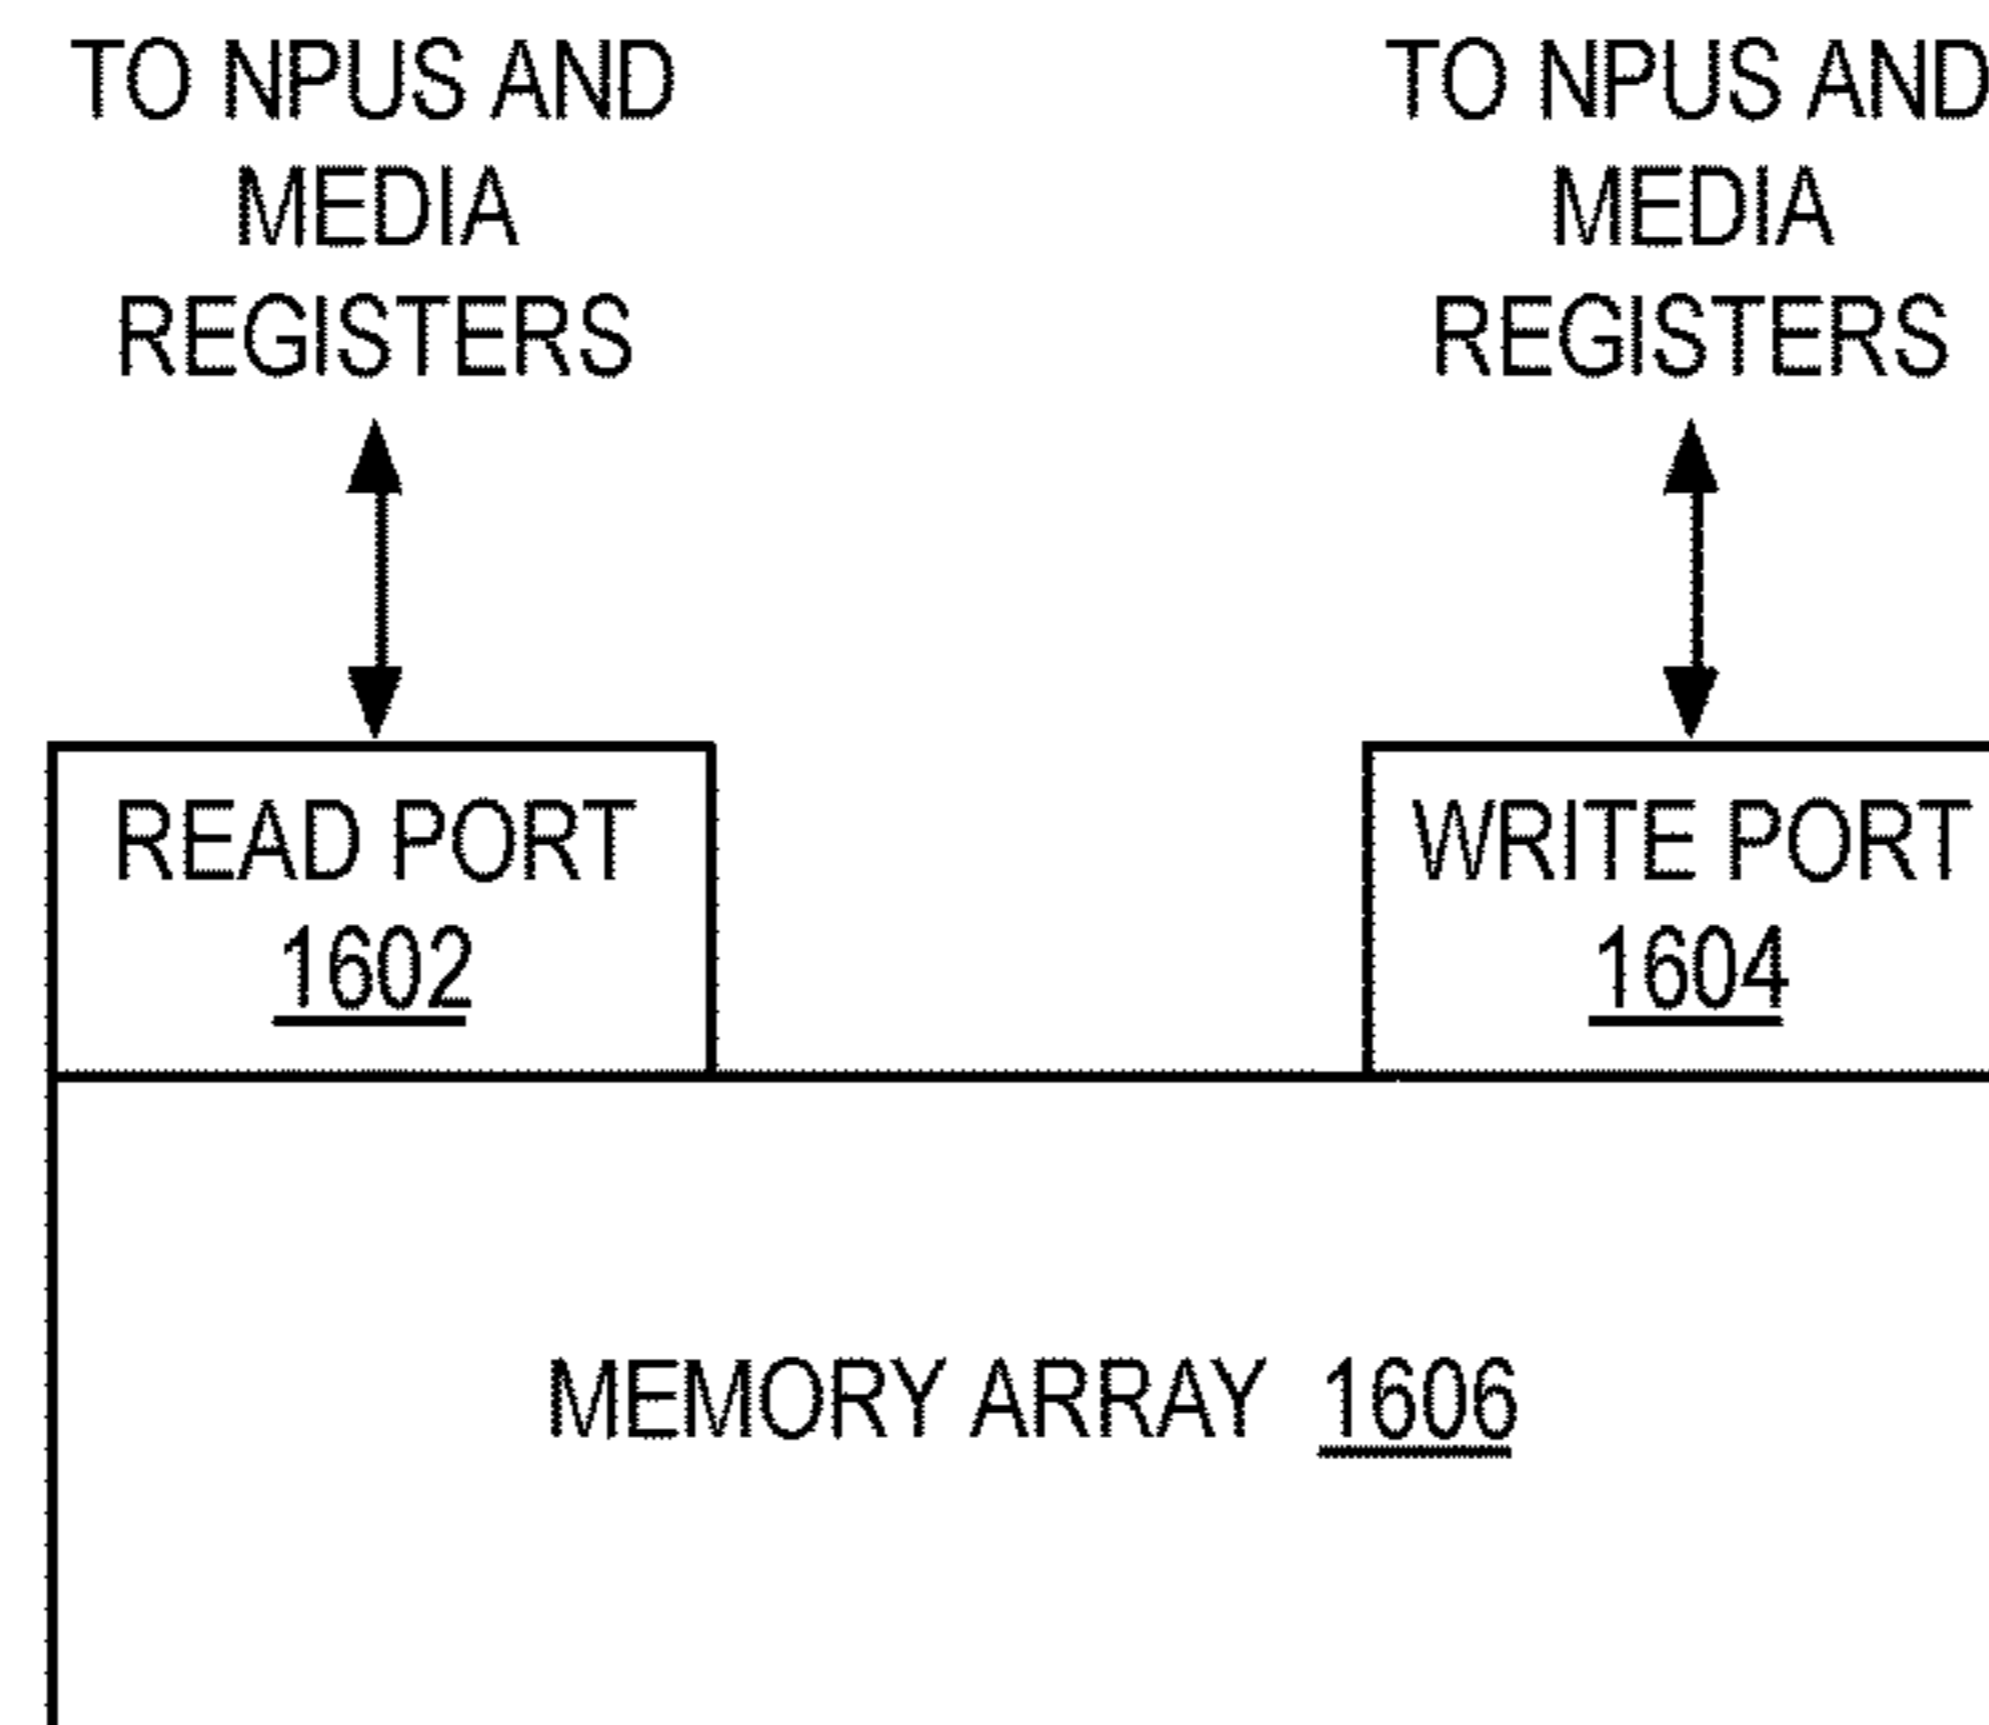 TO NPUS AND
MEDIA
REGISTERS
TO NPUS AND
MEDIA
REGISTERS
READ PORT
1602
WRITE PORT
1604
MEMORY ARRAY 1606